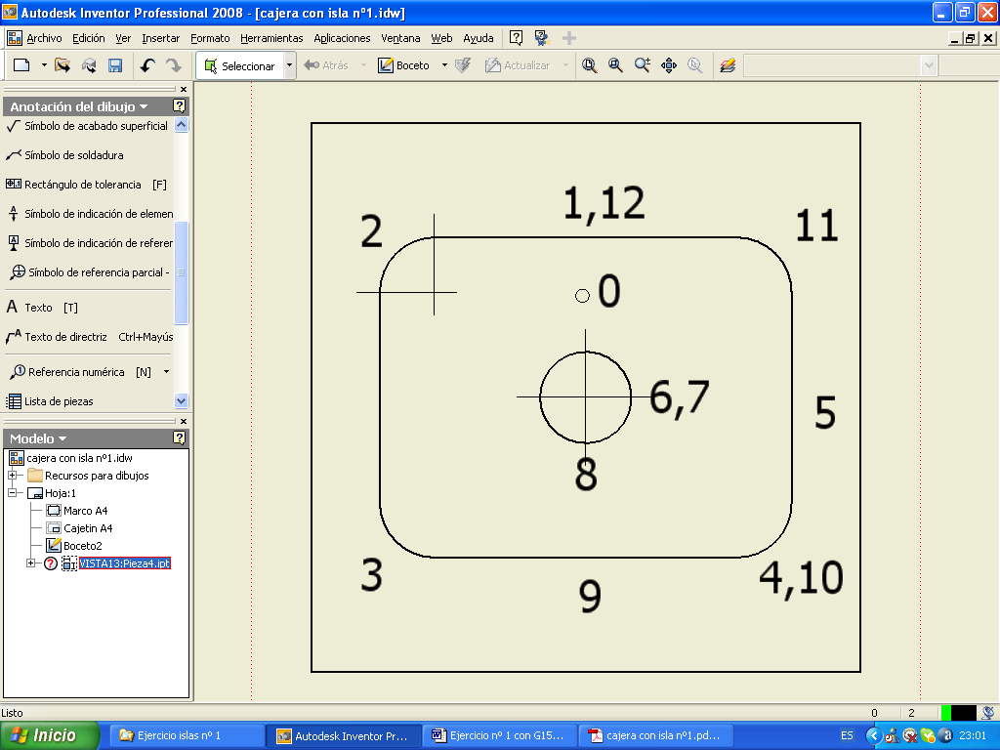 Autodesk Inventor Professional 2008 - [cajera con isla nº1.idw]
Archivo Edición Ver Insertar Formato Herramientas Aplicaciones Ventana Web Ayuda
Seleccionar Atrás Boceto Actualizar
Anotación del dibujo
Símbolo de acabado superficial
Símbolo de soldadura
Rectángulo de tolerancia [F]
Símbolo de indicación de elemen
Símbolo de indicación de referer
Símbolo de referencia parcial -
Texto [T]
Texto de directriz Ctrl+Mayús
Referencia numérica [N]
Lista de piezas
Modelo
cajera con isla nº1.idw
Recursos para dibujos
Hoja:1
Marco A4
Cajetin A4
Boceto2
VISTA13:Pieza4.ipt
1,12
2
11
0
6,7
5
8
3
4,10
9
Listo
0 2
Inicio
Ejercicio islas nº 1
Autodesk Inventor Pr...
Ejercicio nº 1 con G15...
cajera con isla nº1.pd...
ES
23:01